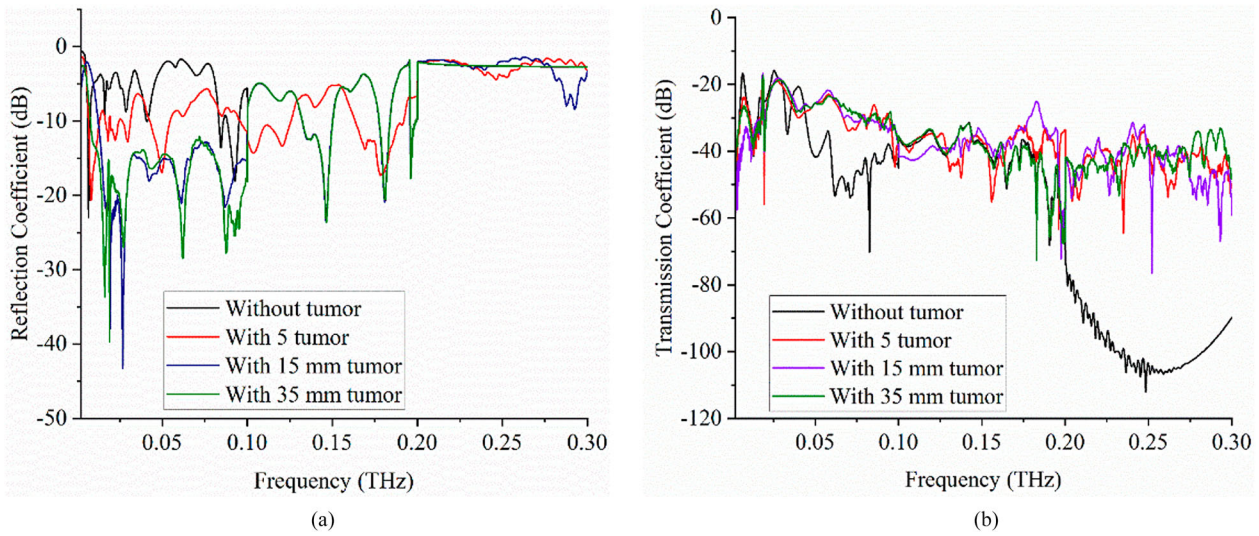 0
-10
-20
-30
-40
-50
Reflection Coefficient (dB)
Without tumor
With 5 tumor
With 15 mm tumor
With 35 mm tumor
0.05 0.10 0.15 0.20 0.25 0.30
Frequency (THz)
(a)
0
-20
-40
-60
-80
-100
-120
Transmission Coefficient (dB)
Without tumor
With 5 tumor
With 15 mm tumor
With 35 mm tumor
0.05 0.10 0.15 0.20 0.25 0.30
Frequency (THz)
(b)